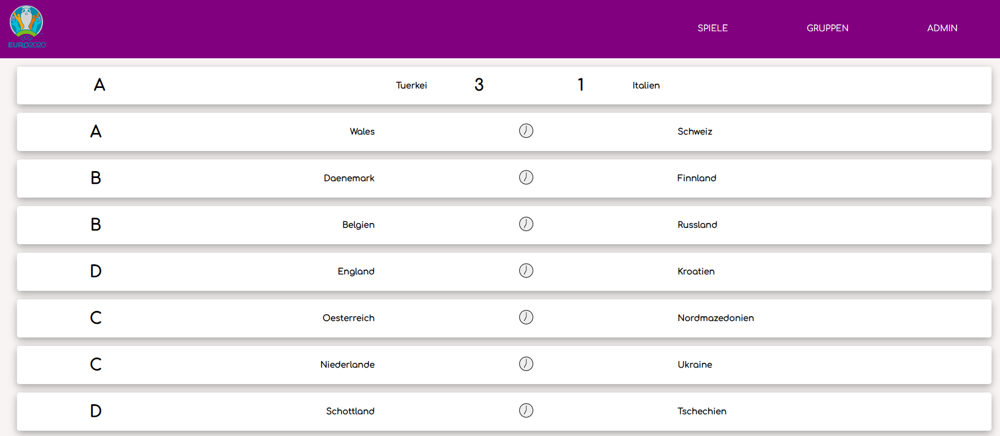 UEFA
EURO2020
SPIELE GRUPPEN ADMIN
A Tuerkei 3 1 Italien
A Wales Schweiz
B Daenemark Finnland
B Belgien Russland
D England Kroatien
C Oesterreich Nordmazedonien
C Niederlande Ukraine
D Schottland Tschechien